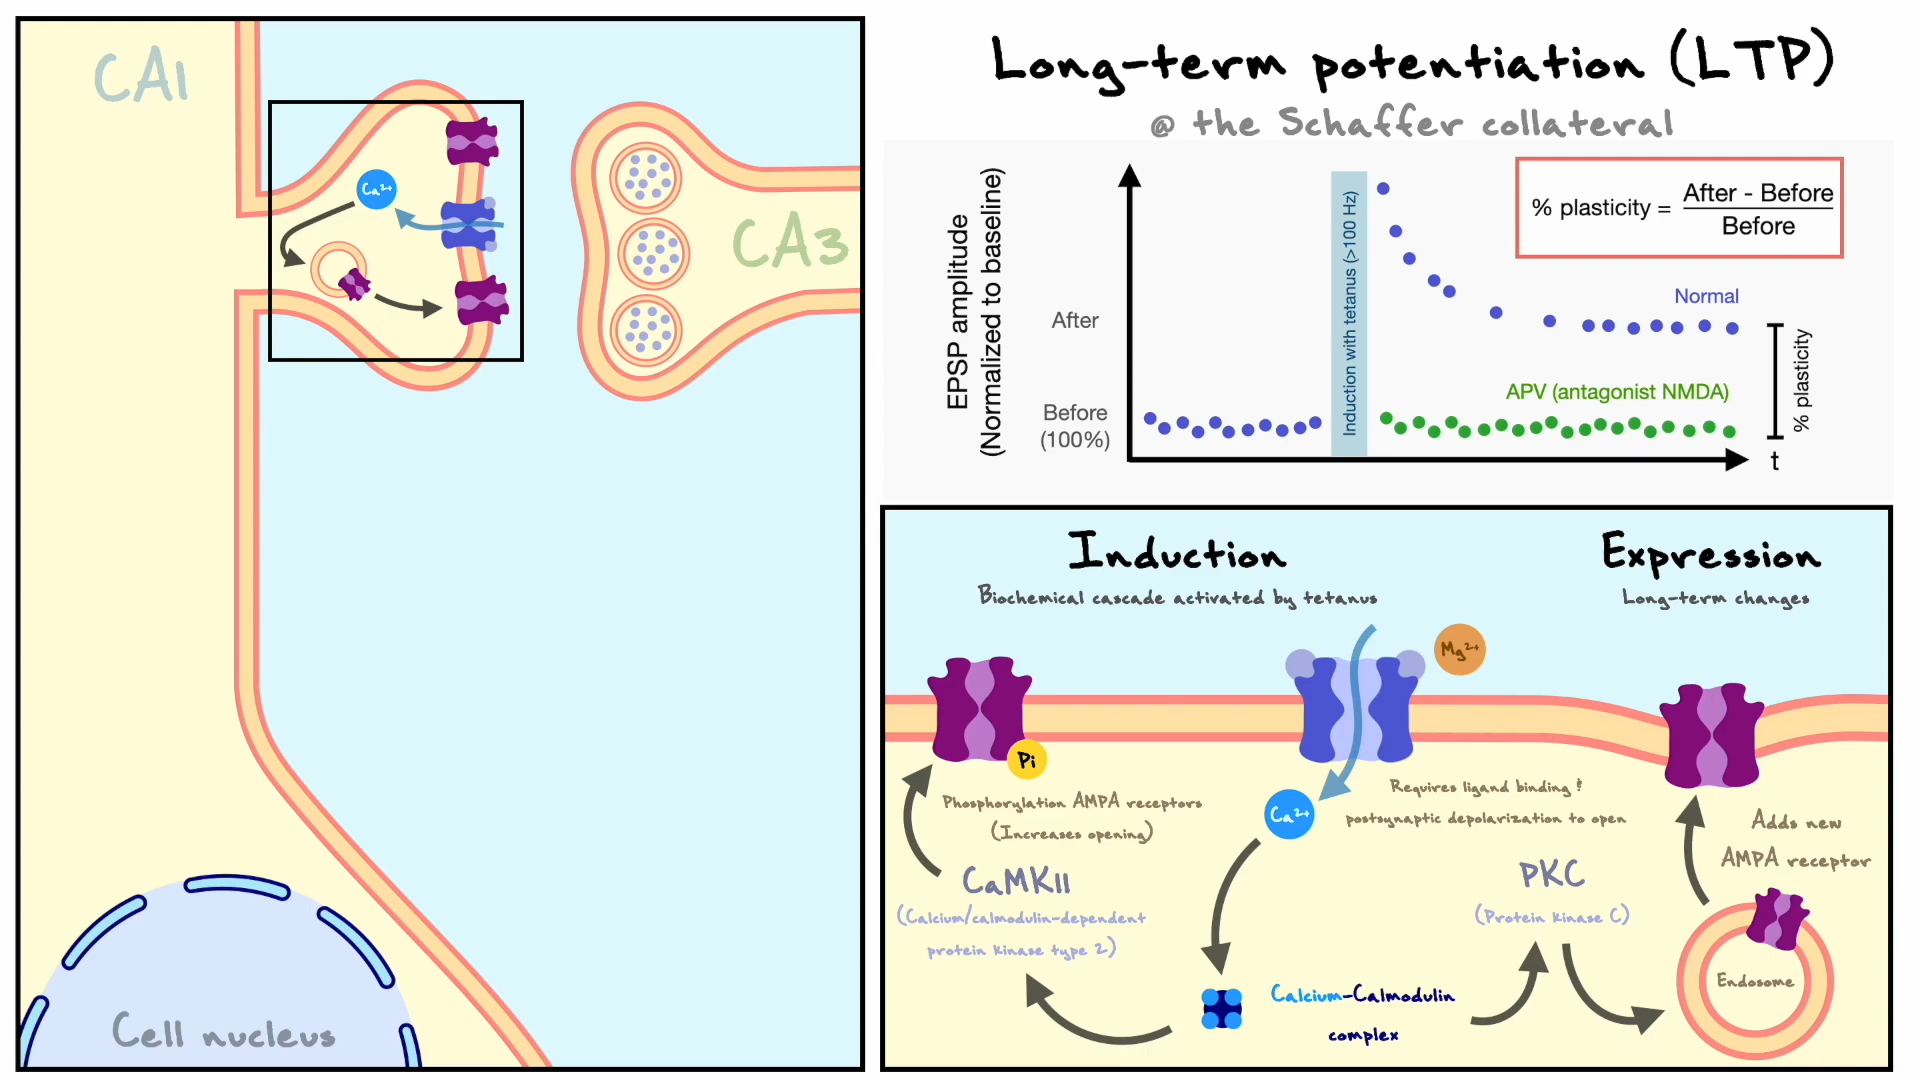 CA1
Ca²⁺
CA3
Cell nucleus
Long-term potentiation (LTP)
@ the Schaffer collateral
EPSP amplitude
(Normalized to baseline)
After
Before
(100%)
Induction with tetanus (>100 Hz)
% plasticity = After - Before
Before
Normal
APV (antagonist NMDA)
% plasticity
t
Induction
Biochemical cascade activated by tetanus
Expression
Long-term changes
Mg²⁺
Pi
Ca²⁺
Phosphorylation AMPA receptors
(Increases opening)
Requires ligand binding &
postsynaptic depolarization to open
Adds new
AMPA receptor
CaMKII
(Calcium/calmodulin-dependent
protein kinase type 2)
PKC
(Protein kinase C)
Endosome
Calcium-Calmodulin
complex